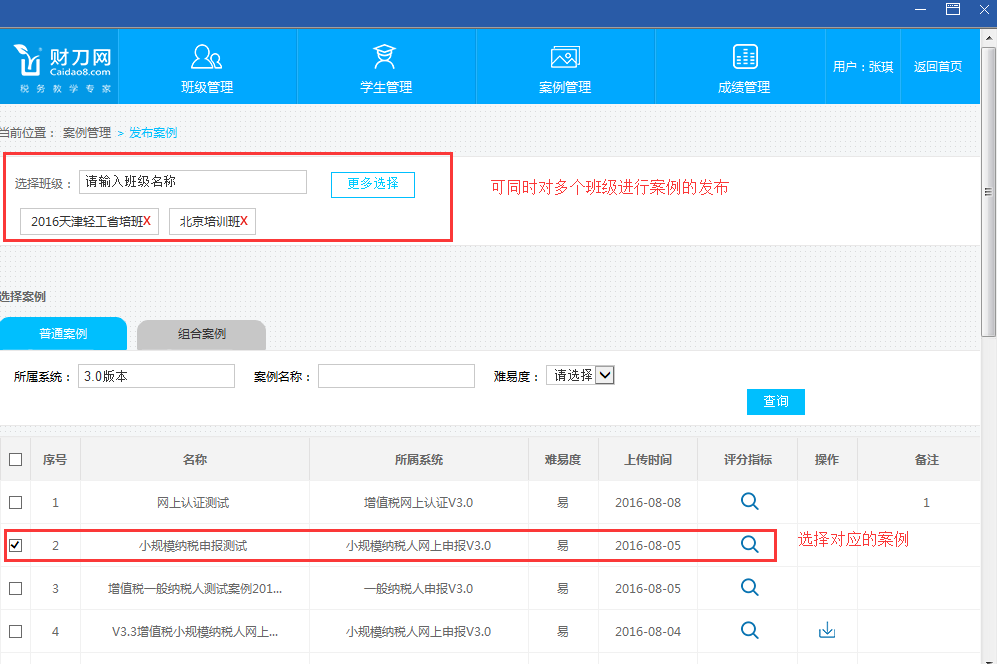 财刀网
Caidao8.com
税务教学专家
班级管理
学生管理
案例管理
成绩管理
用户：张琪
返回首页
当前位置： 案例管理 > 发布案例
选择班级： 请输入班级名称 更多选择
可同时对多个班级进行案例的发布
2016天津轻工省培班X 北京培训班X
选择案例
普通案例 组合案例
所属系统： 3.0版本 案例名称： 难易度： 请选择
查询
序号 名称 所属系统 难易度 上传时间 评分指标 操作 备注
1 网上认证测试 增值税网上认证V3.0 易 2016-08-08 1
2 小规模纳税申报测试 小规模纳税人网上申报V3.0 易 2016-08-05
选择对应的案例
3 增值税一般纳税人测试案例201... 一般纳税人申报V3.0 易 2016-08-05
4 V3.3增值税小规模纳税人网上... 小规模纳税人网上申报V3.0 易 2016-08-04